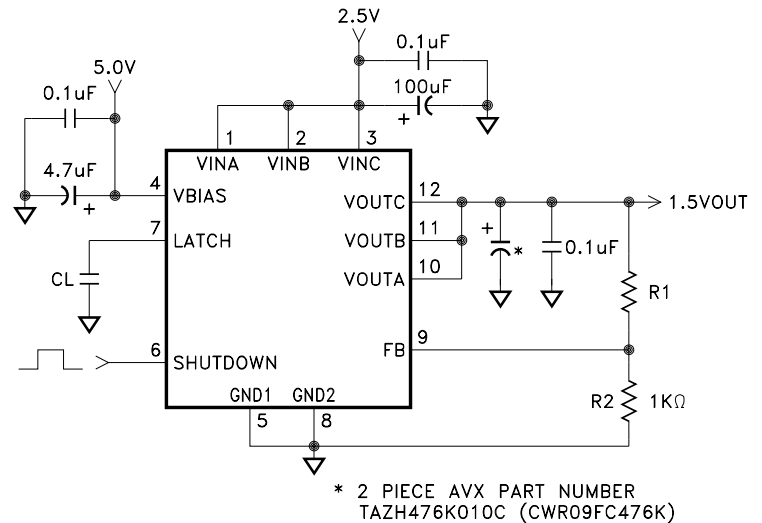 2.5V
0.1uF
5.0V
100uF
+
0.1uF
1 2 3
VINA VINB VINC
4.7uF
+
4 VBIAS
VOUTC 12
1.5VOUT
7 LATCH
VOUTB 11
+
*
0.1uF
VOUTA 10
CL
R1
6 SHUTDOWN
FB 9
GND1 GND2
5 8
R2 1KΩ
* 2 PIECE AVX PART NUMBER
TAZH476K010C (CWR09FC476K)